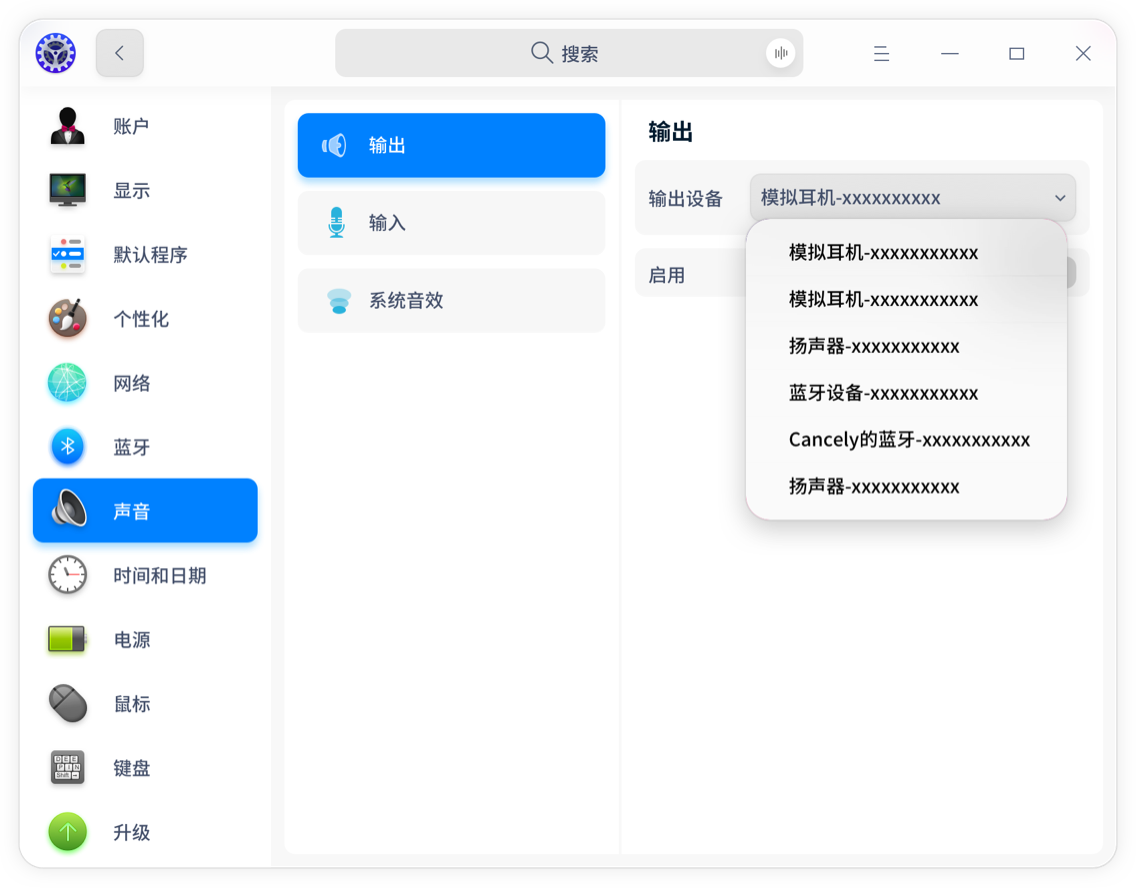 搜索
账户
显示
默认程序
个性化
网络
蓝牙
声音
时间和日期
电源
鼠标
键盘
升级
输出
输入
系统音效
输出
输出设备
模拟耳机-xxxxxxxxxx
启用
模拟耳机-xxxxxxxxxxx
模拟耳机-xxxxxxxxxxx
扬声器-xxxxxxxxxxx
蓝牙设备-xxxxxxxxxxx
Cancely的蓝牙-xxxxxxxxxxx
扬声器-xxxxxxxxxxx
DEE
PIN
Shift